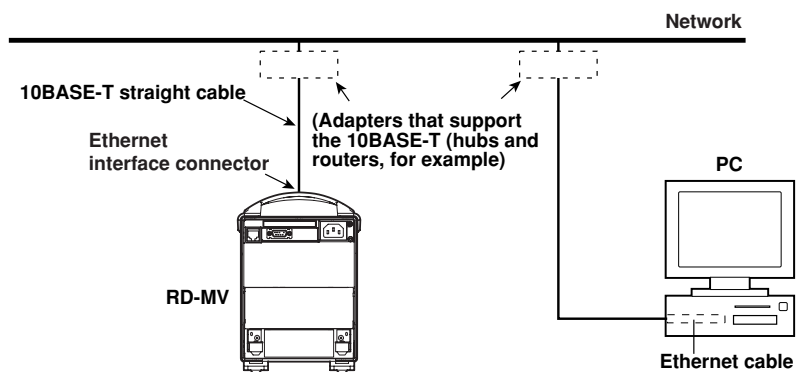 Network
10BASE-T straight cable
(Adapters that support
the 10BASE-T (hubs and
routers, for example)
Ethernet
interface connector
PC
RD-MV
Ethernet cable